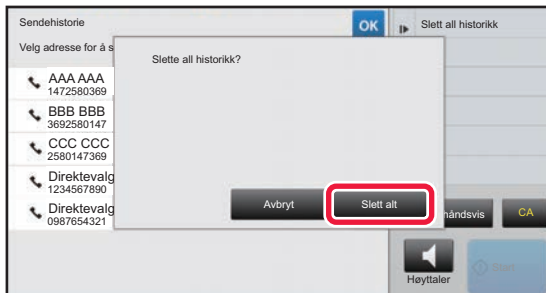 Sendehistorie
OK
Slett all historikk
Velg adresse for å s
Slette all historikk?
AAA AAA
1472580369
BBB BBB
3692580147
CCC CCC
2580147369
Direktevalg
1234567890
Direktevalg
0987654321
Avbryt
Slett alt
håndsvis
CA
Høyttaler
Start